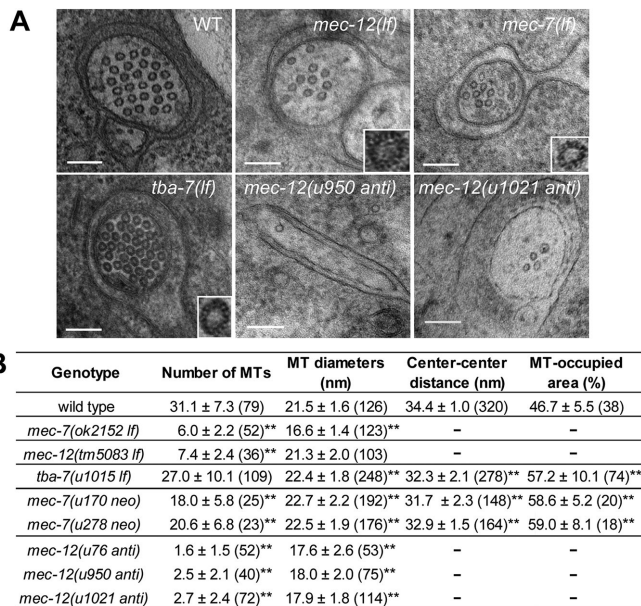 A
WT
mec-12(lf)
mec-7(lf)
tba-7(lf)
mec-12(u950 anti)
mec-12(u1021 anti)
B
Genotype Number of MTs MT diameters (nm) Center-center distance (nm) MT-occupied area (%)
wild type 31.1 ± 7.3 (79) 21.5 ± 1.6 (126) 34.4 ± 1.0 (320) 46.7 ± 5.5 (38)
mec-7(ok2152 lf) 6.0 ± 2.2 (52)** 16.6 ± 1.4 (123)** – –
mec-12(tm5083 lf) 7.4 ± 2.4 (36)** 21.3 ± 2.0 (103) – –
tba-7(u1015 lf) 27.0 ± 10.1 (109) 22.4 ± 1.8 (248)** 32.3 ± 2.1 (278)** 57.2 ± 10.1 (74)**
mec-7(u170 neo) 18.0 ± 5.8 (25)** 22.7 ± 2.2 (192)** 31.7 ± 2.3 (148)** 58.6 ± 5.2 (20)**
mec-7(u278 neo) 20.6 ± 6.8 (23)** 22.5 ± 1.9 (176)** 32.9 ± 1.5 (164)** 59.0 ± 8.1 (18)**
mec-12(u76 anti) 1.6 ± 1.5 (52)** 17.6 ± 2.6 (53)** – –
mec-12(u950 anti) 2.5 ± 2.1 (40)** 18.0 ± 2.0 (75)** – –
mec-12(u1021 anti) 2.7 ± 2.4 (72)** 17.9 ± 1.8 (114)** – –